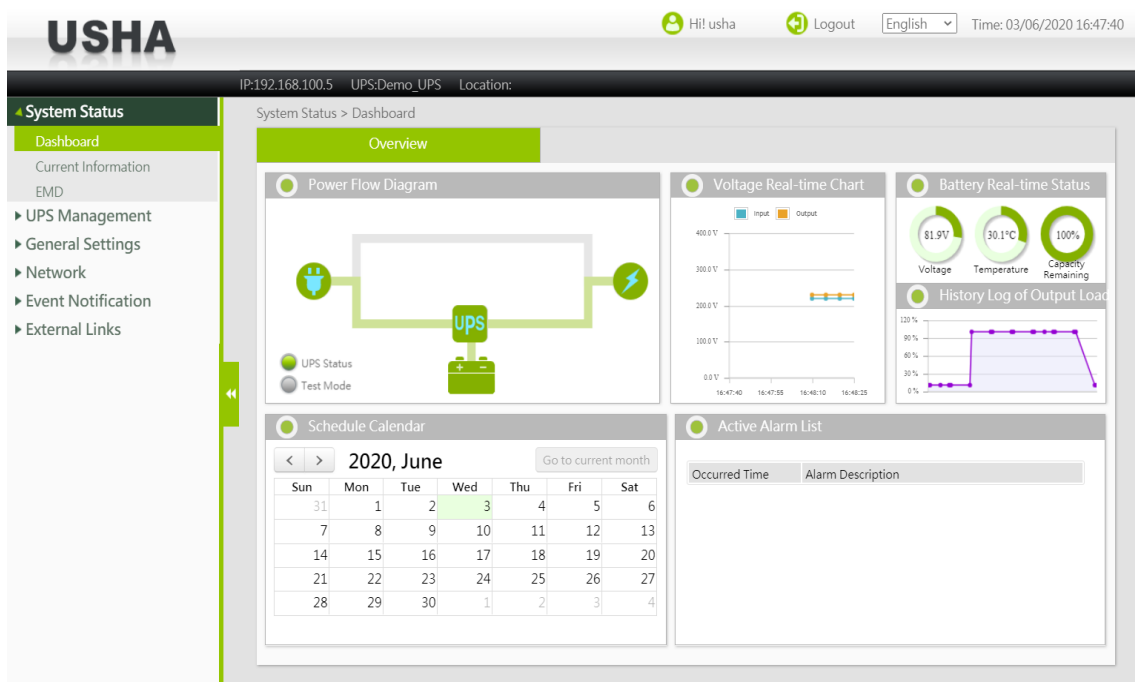 USHA
Hi! usha
Logout
English
Time: 03/06/2020 16:47:40
IP:192.168.100.5 UPS:Demo_UPS Location:
System Status
Dashboard
Current Information
EMD
UPS Management
General Settings
Network
Event Notification
External Links
System Status > Dashboard
Overview
Power Flow Diagram
UPS
+ -
UPS Status
Test Mode
Voltage Real-time Chart
Input Output
400.0 V
300.0 V
200.0 V
100.0 V
0.0 V
16:47:40 16:47:55 16:48:10 16:48:25
Battery Real-time Status
81.9V 30.1°C 100%
Voltage Temperature Capacity
Remaining
History Log of Output Load
120 %
90 %
60 %
30 %
0 %
Schedule Calendar
< > 2020, June Go to current month
Sun Mon Tue Wed Thu Fri Sat
31 1 2 3 4 5 6
7 8 9 10 11 12 13
14 15 16 17 18 19 20
21 22 23 24 25 26 27
28 29 30 1 2 3 4
Active Alarm List
Occurred Time Alarm Description